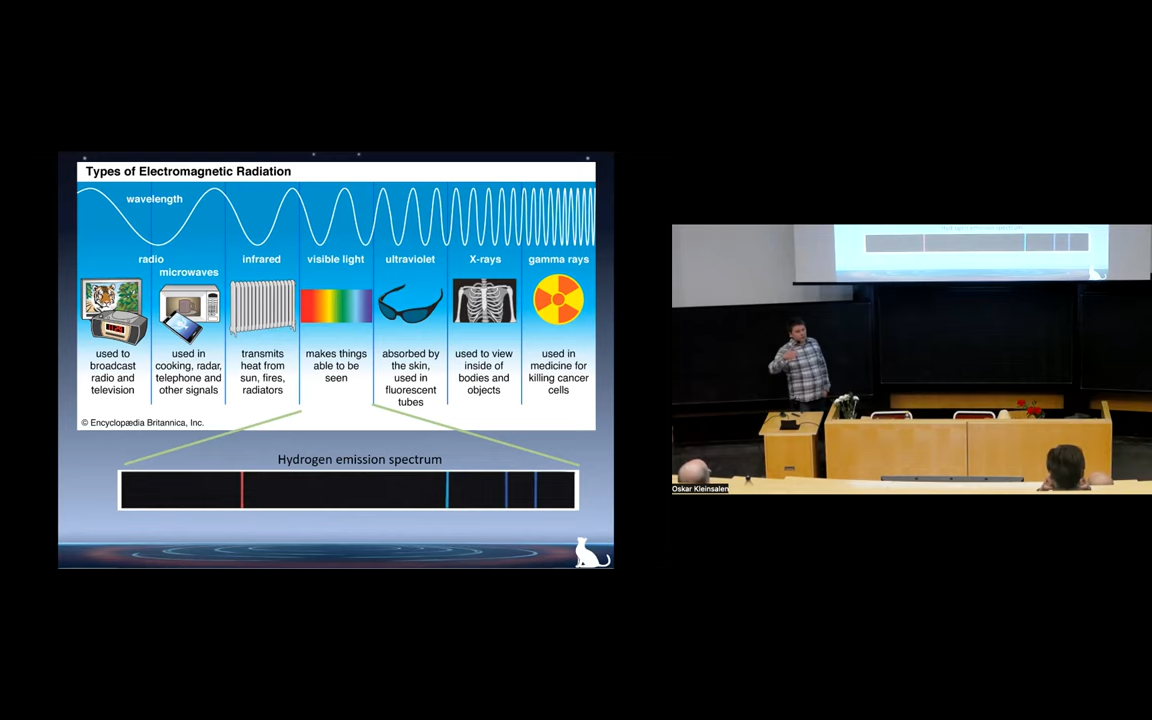 Types of Electromagnetic Radiation
wavelength
radio
microwaves
infrared
visible light
ultraviolet
X-rays
gamma rays
used to
broadcast
radio and
television
used in
cooking, radar,
telephone and
other signals
transmits
heat from
sun, fires,
radiators
makes things
able to be
seen
absorbed by
the skin,
used in
fluorescent
tubes
used to view
inside of
bodies and
objects
used in
medicine for
killing cancer
cells
© Encyclopædia Britannica, Inc.
Hydrogen emission spectrum
Hydrogen emission spectrum
Oskar Kleinsalen